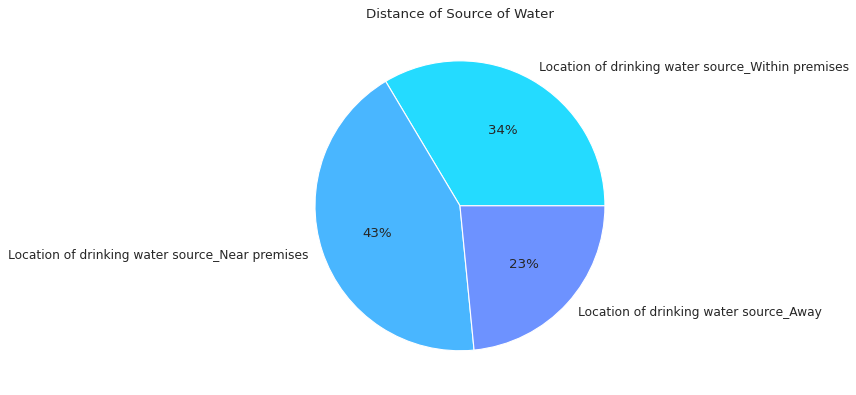 Distance of Source of Water
Location of drinking water source_Within premises
34%
43%
Location of drinking water source_Near premises
23%
Location of drinking water source_Away